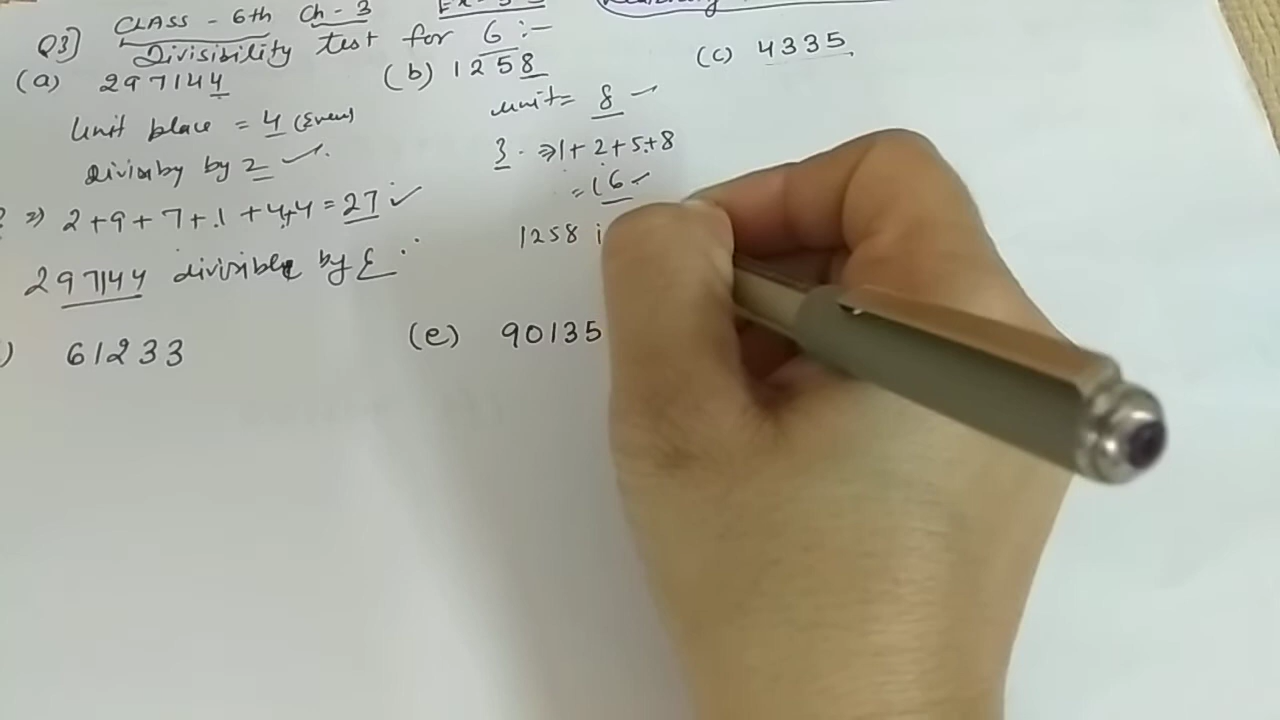 CLASS - 6th Ch - 3
Q3] Divisibility test for 6 :-
(a) 297144
Unit place = 4 (Even)
divisby by 2 ✓
⇒ 2+9+7+1+4+4 = 27 ✓
297144 divisible by 6
(b) 1258
unit = 8
3 ⇒ 1+2+5+8
= 16
1258 i
(c) 4335
) 61233
(e) 90135